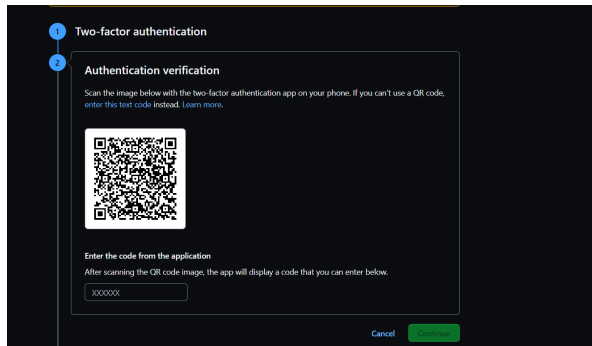 1 Two-factor authentication
2
Authentication verification
Scan the image below with the two-factor authentication app on your phone. If you can't use a QR code,
enter this text code instead. Learn more.
Enter the code from the application
After scanning the QR code image, the app will display a code that you can enter below.
XXXXXX
Cancel Continue